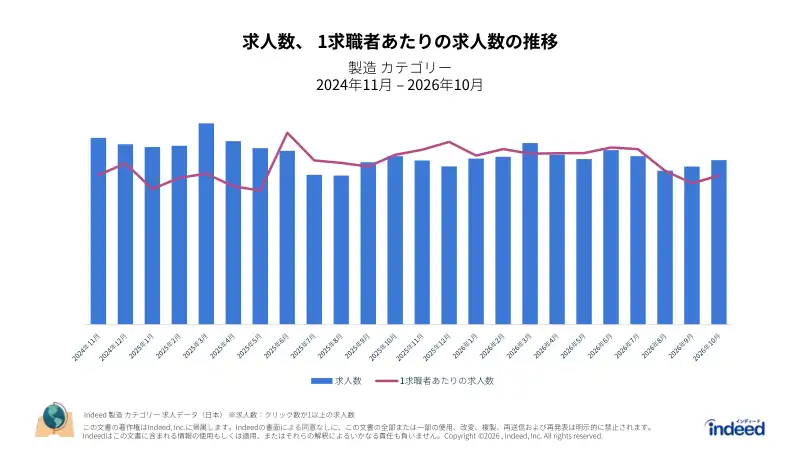 求人数、 1求職者あたりの求人数の推移
製造 カテゴリー
2024年11月 – 2026年10月
2024年11月
2024年12月
2025年1月
2025年2月
2025年3月
2025年4月
2025年5月
2025年6月
2025年7月
2025年8月
2025年9月
2025年10月
2025年11月
2025年12月
2026年1月
2026年2月
2026年3月
2026年4月
2026年5月
2026年6月
2026年7月
2026年8月
2026年9月
2026年10月
求人数
1求職者あたりの求人数
Indeed 製造 カテゴリー 求人データ（日本） ※求人数：クリック数が1以上の求人数
この文書の著作権はIndeed, Inc.に帰属します。Indeedの書面による同意なしに、この文書の全部または一部の使用、改変、複製、再送信および再発表は明示的に禁止されます。
Indeedはこの文書に含まれる情報の使用もしくは適用、またはそれらの解釈によるいかなる責任も負いません。Copyright ©2026 , Indeed, Inc. All rights reserved.
インディード
indeed